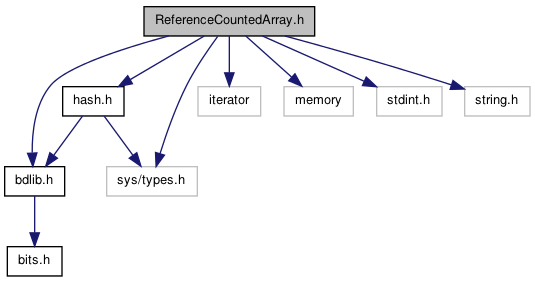 ReferenceCountedArray.h
hash.h
iterator
memory
stdint.h
string.h
bdlib.h
sys/types.h
bits.h